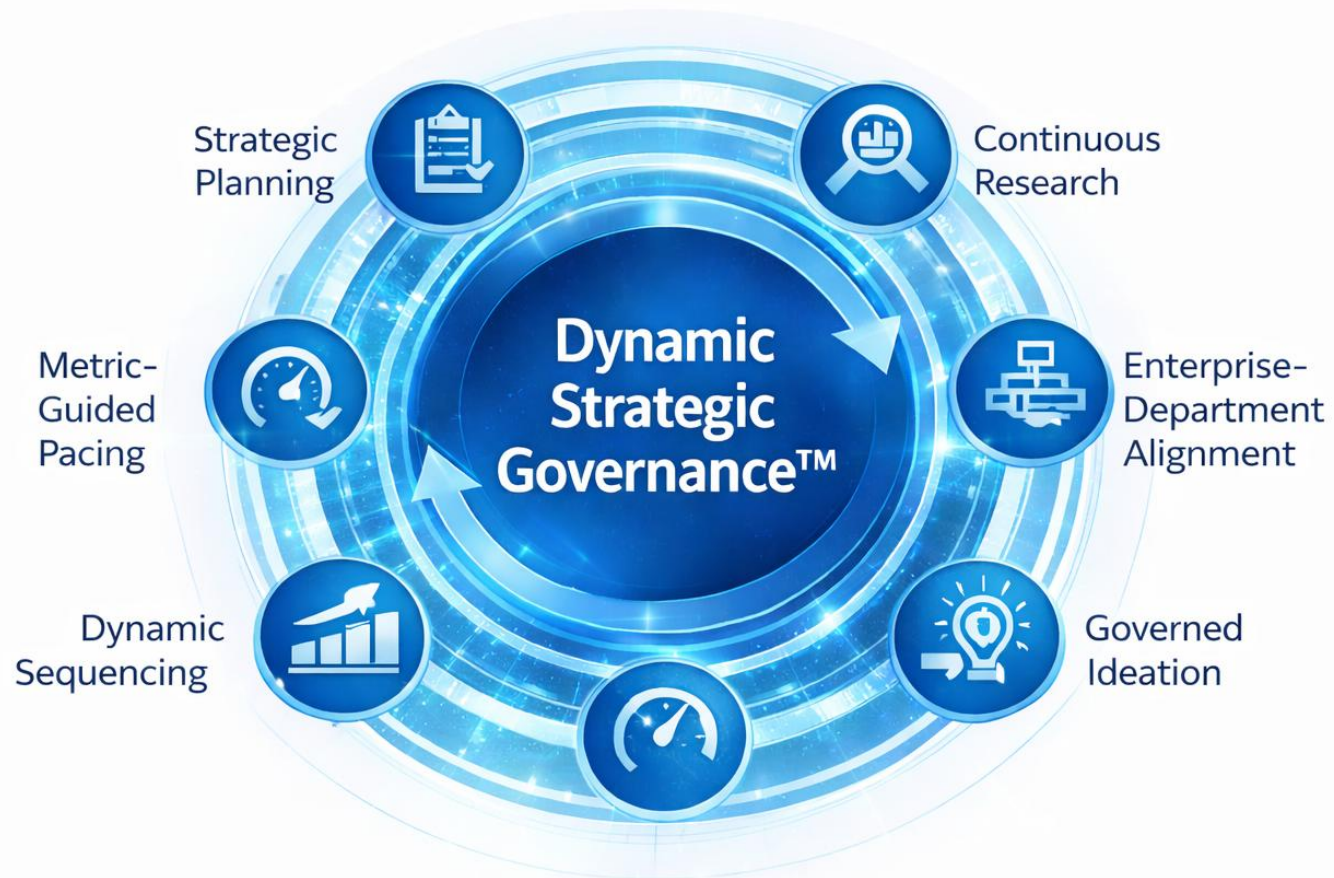 Strategic
Planning
Continuous
Research
Dynamic
Strategic
Governance™
Metric-
Guided
Pacing
Enterprise-
Department
Alignment
Dynamic
Sequencing
Governed
Ideation